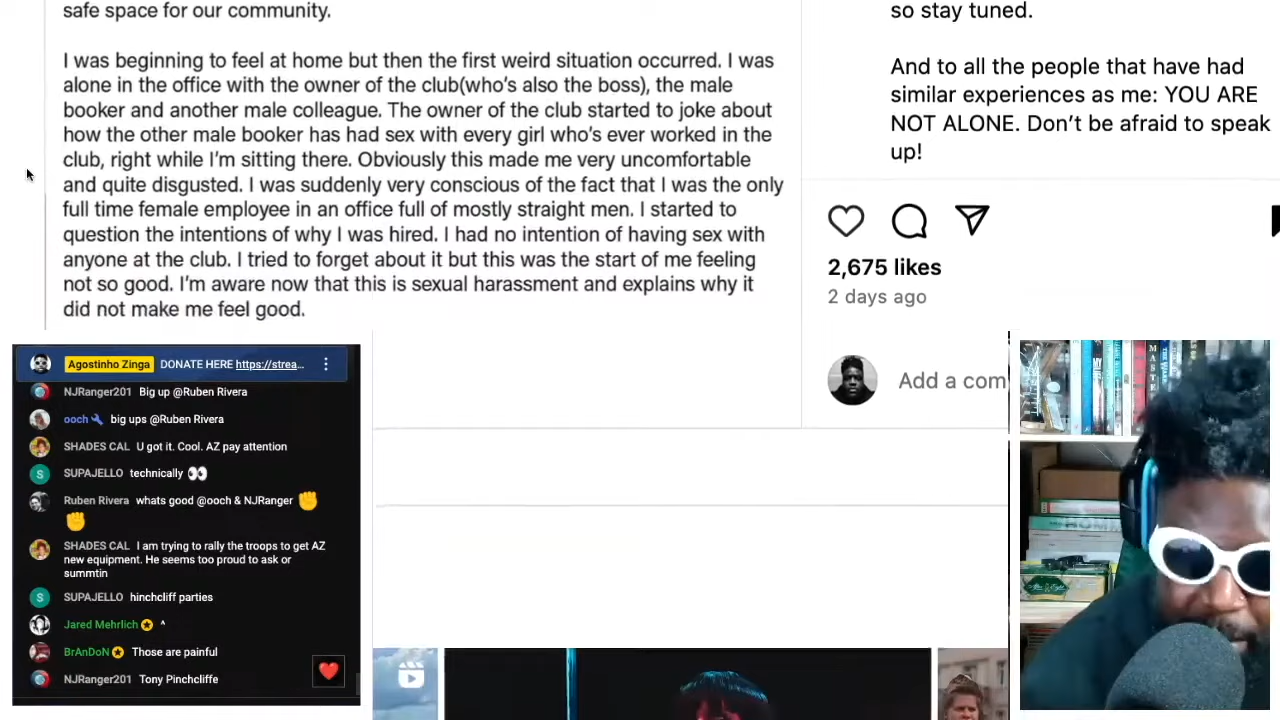 safe space for our community.
I was beginning to feel at home but then the first weird situation occurred. I was
alone in the office with the owner of the club(who's also the boss), the male
booker and another male colleague. The owner of the club started to joke about
how the other male booker has had sex with every girl who's ever worked in the
club, right while I'm sitting there. Obviously this made me very uncomfortable
and quite disgusted. I was suddenly very conscious of the fact that I was the only
full time female employee in an office full of mostly straight men. I started to
question the intentions of why I was hired. I had no intention of having sex with
anyone at the club. I tried to forget about it but this was the start of me feeling
not so good. I'm aware now that this is sexual harassment and explains why it
did not make me feel good.
so stay tuned.
And to all the people that have had
similar experiences as me: YOU ARE
NOT ALONE. Don't be afraid to speak
up!
2,675 likes
2 days ago
Add a com
Agostinho Zinga DONATE HERE https://strea...
NJRanger201 Big up @Ruben Rivera
ooch big ups @Ruben Rivera
SHADES CAL U got it. Cool. AZ pay attention
S SUPAJELLO technically 👀
Ruben Rivera whats good @ooch & NJRanger ✊
✊
SHADES CAL I am trying to rally the troops to get AZ
new equipment. He seems too proud to ask or
summtin
S SUPAJELLO hinchcliff parties
Jared Mehrlich ^
BrAnDoN Those are painful
NJRanger201 Tony Pinchcliffe